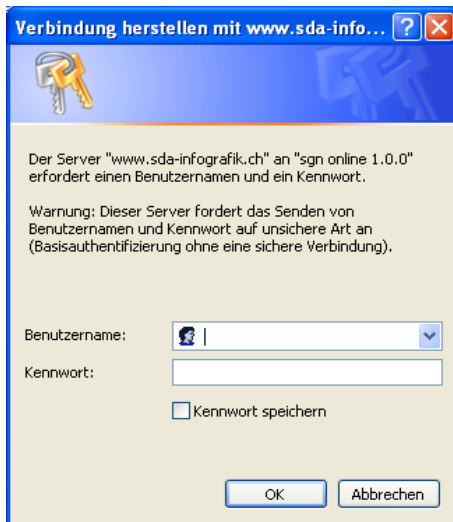 Verbindung herstellen mit www.sda-info...
Der Server "www.sda-infografik.ch" an "sgn online 1.0.0"
erfordert einen Benutzernamen und ein Kennwort.
Warnung: Dieser Server fordert das Senden von
Benutzernamen und Kennwort auf unsichere Art an
(Basisauthentifizierung ohne eine sichere Verbindung).
Benutzername:
Kennwort:
Kennwort speichern
OK Abbrechen